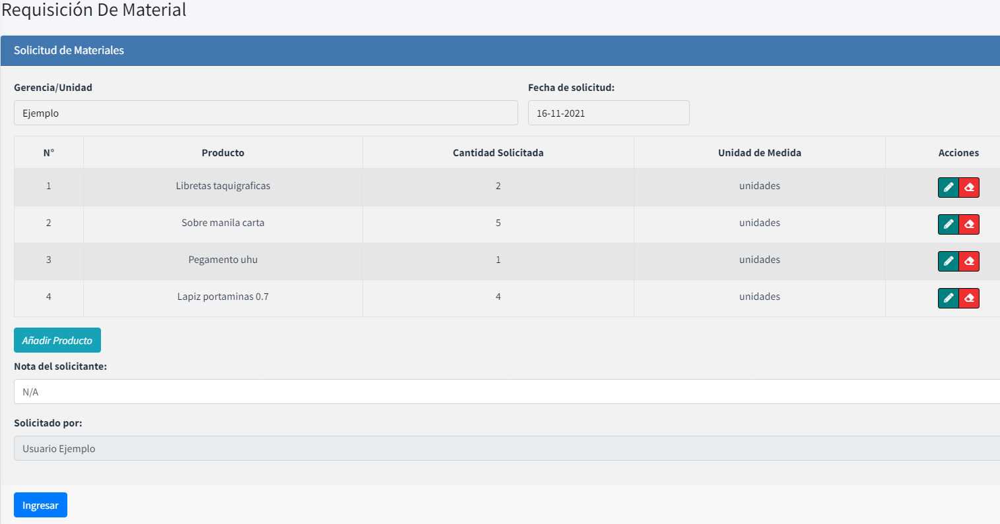 Requisición De Material
Solicitud de Materiales
Gerencia/Unidad Fecha de solicitud:
Ejemplo 16-11-2021
N° Producto Cantidad Solicitada Unidad de Medida Acciones
1 Libretas taquigraficas 2 unidades
2 Sobre manila carta 5 unidades
3 Pegamento uhu 1 unidades
4 Lapiz portaminas 0.7 4 unidades
Añadir Producto
Nota del solicitante:
N/A
Solicitado por:
Usuario Ejemplo
Ingresar